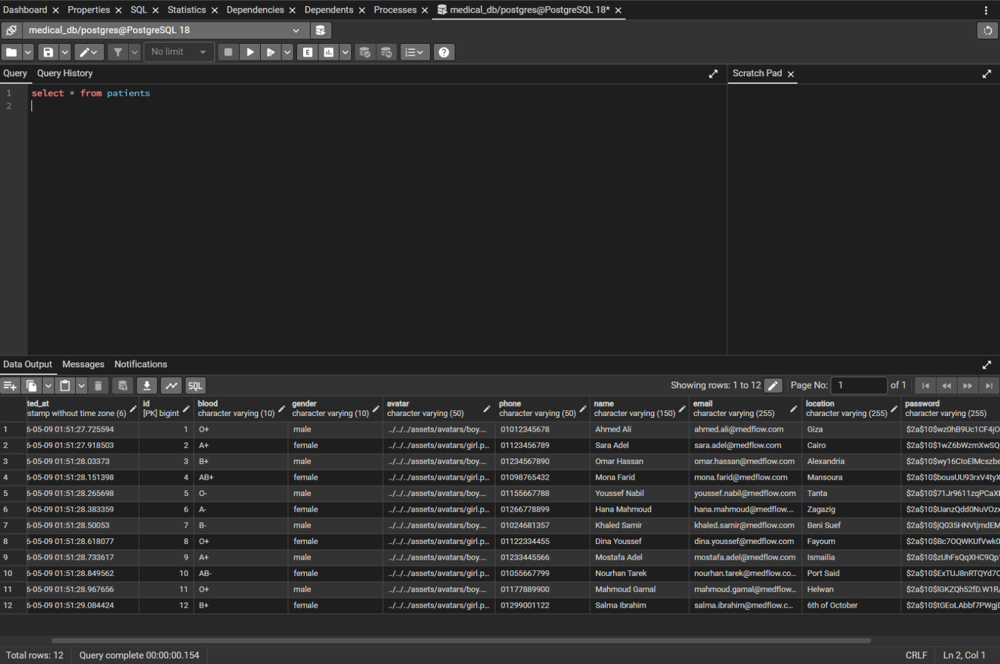 Dashboard Properties SQL Statistics Dependencies Dependents Processes medical_db/postgres@PostgreSQL 18*
medical_db/postgres@PostgreSQL 18
No limit E
Query Query History Scratch Pad
1 select * from patients
2
Data Output Messages Notifications
SQL Showing rows: 1 to 12 Page No: 1 of 1
ted_at id blood gender avatar phone name email location password
stamp without time zone (6) [PK] bigint character varying (10) character varying (10) character varying (50) character varying (50) character varying (150) character varying (255) character varying (255) character varying (255)
1 6-05-09 01:51:27.725594 1 O+ male ../../../assets/avatars/boy.... 01012345678 Ahmed Ali ahmed.ali@medflow.com Giza $2a$10$wz0hB9Uc1CF4jO
2 6-05-09 01:51:27.918503 2 A+ female ../../../assets/avatars/girl.p... 01123456789 Sara Adel sara.adel@medflow.com Cairo $2a$10$1wZ6bWzmXwSQ
3 6-05-09 01:51:28.03373 3 B+ male ../../../assets/avatars/boy.... 01234567890 Omar Hassan omar.hassan@medflow.com Alexandria $2a$10$wy16CIoElMcszbe
4 6-05-09 01:51:28.151398 4 AB+ female ../../../assets/avatars/girl.p... 01098765432 Mona Farid mona.farid@medflow.com Mansoura $2a$10$bousUU93rxV4tyX
5 6-05-09 01:51:28.265698 5 O- male ../../../assets/avatars/boy.... 01155667788 Youssef Nabil youssef.nabil@medflow.com Tanta $2a$10$71Jr9611zqPCaX
6 6-05-09 01:51:28.383359 6 A- female ../../../assets/avatars/girl.p... 01266778899 Hana Mahmoud hana.mahmoud@medflow.... Zagazig $2a$10$UanzQdd0NuVOzx
7 6-05-09 01:51:28.50053 7 B- male ../../../assets/avatars/boy.... 01024681357 Khaled Samir khaled.samir@medflow.com Beni Suef $2a$10$jQ035HNVtjmdEM
8 6-05-09 01:51:28.618077 8 O+ female ../../../assets/avatars/girl.p... 01122334455 Dina Youssef dina.youssef@medflow.com Fayoum $2a$10$Bc7OQWKUfVwk0
9 6-05-09 01:51:28.733617 9 A+ male ../../../assets/avatars/boy.... 01233445566 Mostafa Adel mostafa.adel@medflow.com Ismailia $2a$10$zUhFsQqXHC9Qp
10 6-05-09 01:51:28.849562 10 AB- female ../../../assets/avatars/girl.p... 01055667799 Nourhan Tarek nourhan.tarek@medflow.co... Port Said $2a$10$ExTUJ8nRTQYd7C
11 6-05-09 01:51:28.967656 11 O+ male ../../../assets/avatars/boy.... 01177889900 Mahmoud Gamal mahmoud.gamal@medflow... Helwan $2a$10$lGKZQh52fD.W1R/
12 6-05-09 01:51:29.084424 12 B+ female ../../../assets/avatars/girl.p... 01299001122 Salma Ibrahim salma.ibrahim@medflow.c... 6th of October $2a$10$tGEoLAbbf7PWgj
Total rows: 12 Query complete 00:00:00.154 CRLF Ln 2, Col 1